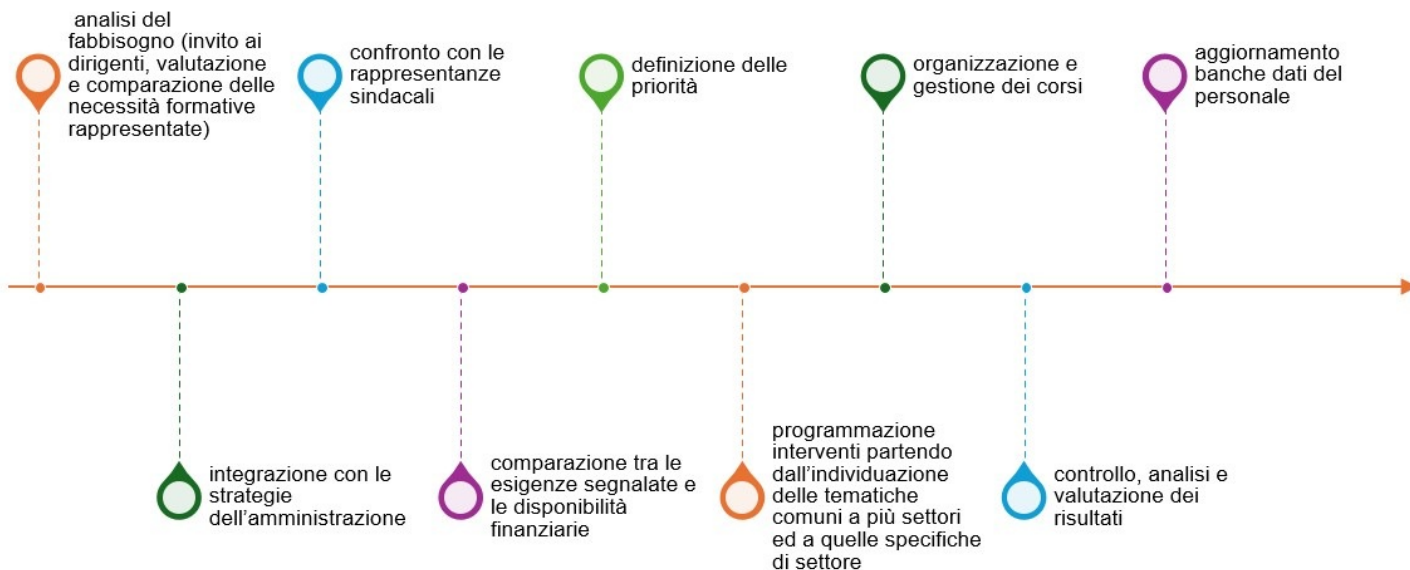 analisi del
fabbisogno (invito ai
dirigenti, valutazione
e comparazione delle
necessità formative
rappresentate)
confronto con le
rappresentanze
sindacali
definizione delle
priorità
organizzazione e
gestione dei corsi
aggiornamento
banche dati del
personale
integrazione con le
strategie
dell’amministrazione
comparazione tra le
esigenze segnalate e
le disponibilità
finanziarie
programmazione
interventi partendo
dall’individuazione
delle tematiche
comuni a più settori
ed a quelle specifiche
di settore
controllo, analisi e
valutazione dei
risultati